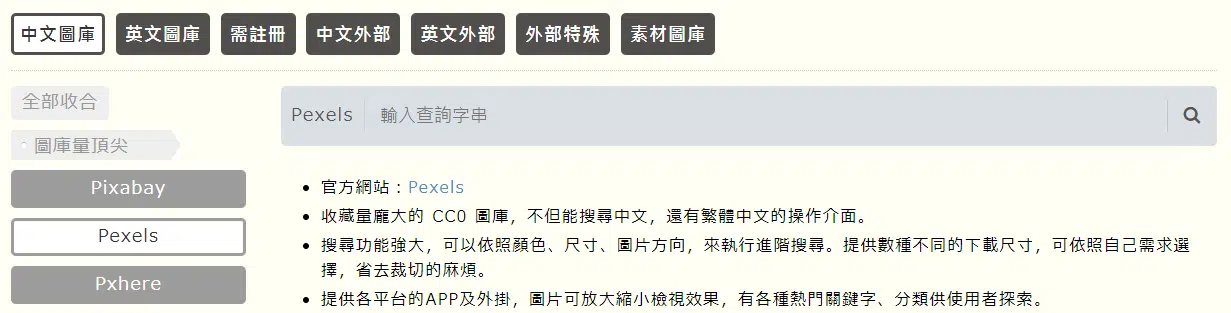 中文圖庫 英文圖庫 需註冊 中文外部 英文外部 外部特殊 素材圖庫
全部收合
圖庫量頂尖
Pixabay
Pexels
Pxhere
Pexels 輸入查詢字串
官方網站：Pexels
收藏量龐大的 CC0 圖庫，不但能搜尋中文，還有繁體中文的操作介面。
搜尋功能強大，可以依照顏色、尺寸、圖片方向，來執行進階搜尋。提供數種不同的下載尺寸，可依照自己需求選
擇，省去裁切的麻煩。
提供各平台的APP及外掛，圖片可放大縮小檢視效果，有各種熱門關鍵字、分類供使用者探索。